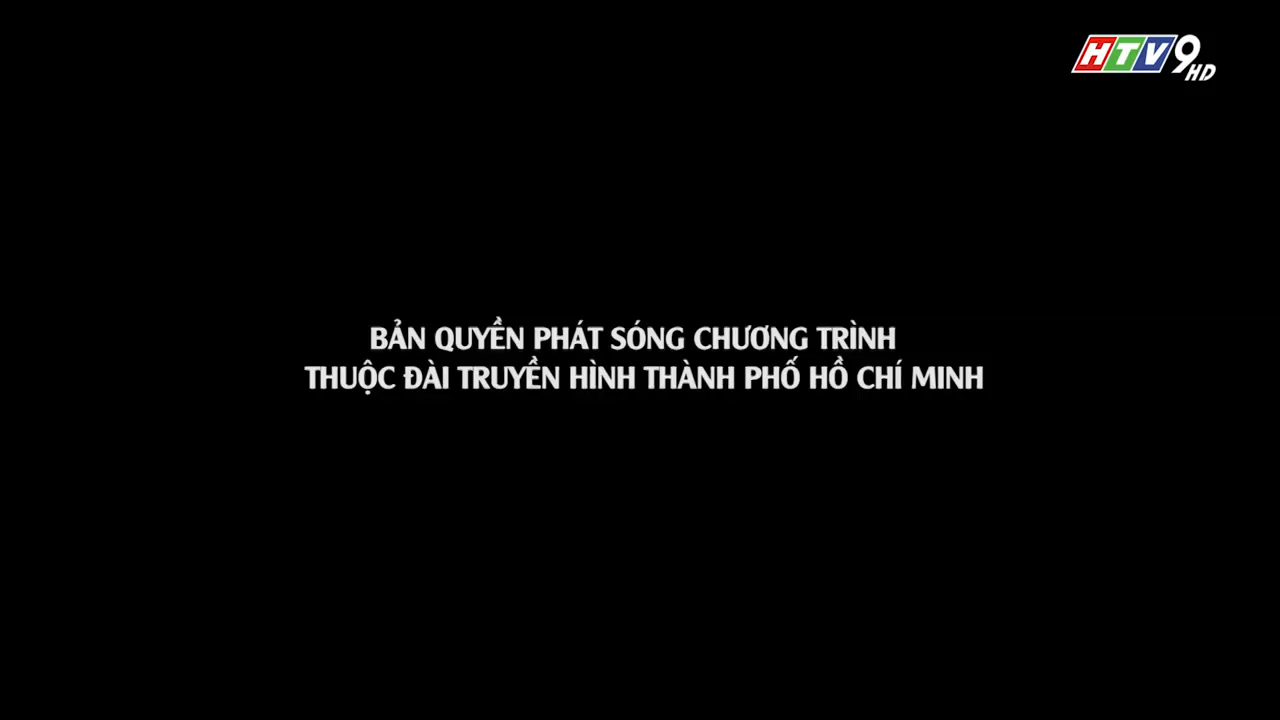 HTV9
HD
BẢN QUYỀN PHÁT SÓNG CHƯƠNG TRÌNH
THUỘC ĐÀI TRUYỀN HÌNH THÀNH PHỐ HỒ CHÍ MINH